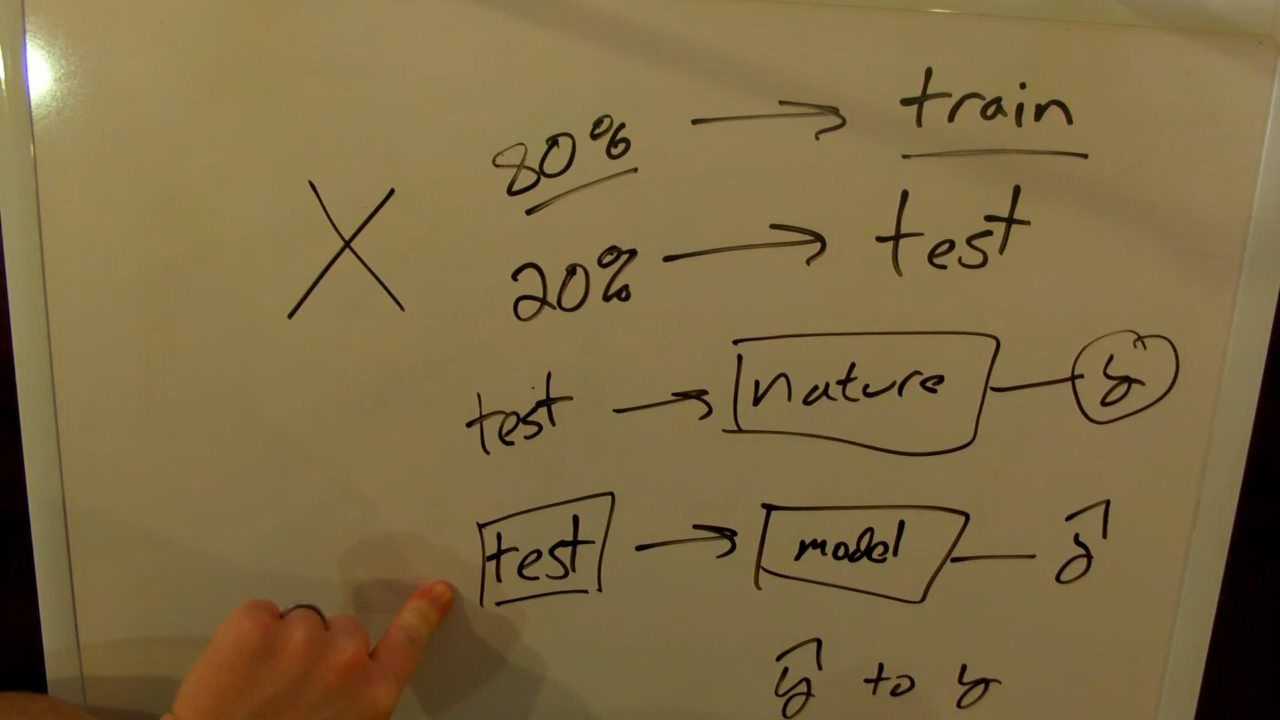 80% → train
X
20% → test
test → nature — y
test → model — ŷ
ŷ to y